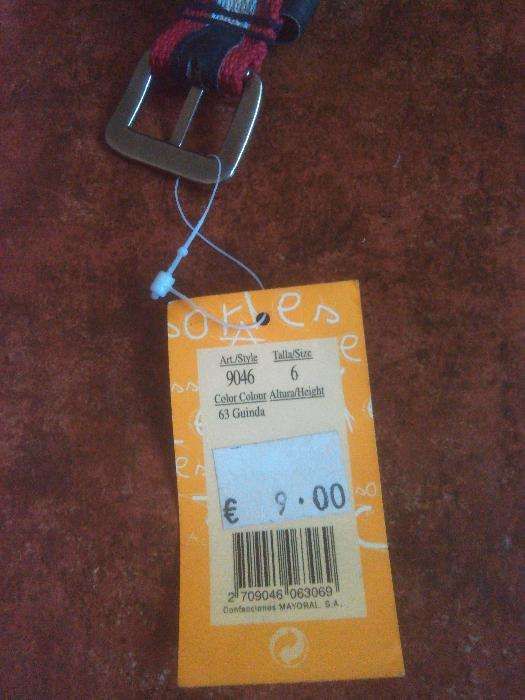 sorles
Art./Style Talla/Size
9046 6
Color Colour Altura/Height
63 Guinda
€ 9.00
2 709046 063069
Confecciones MAYORAL, S.A.